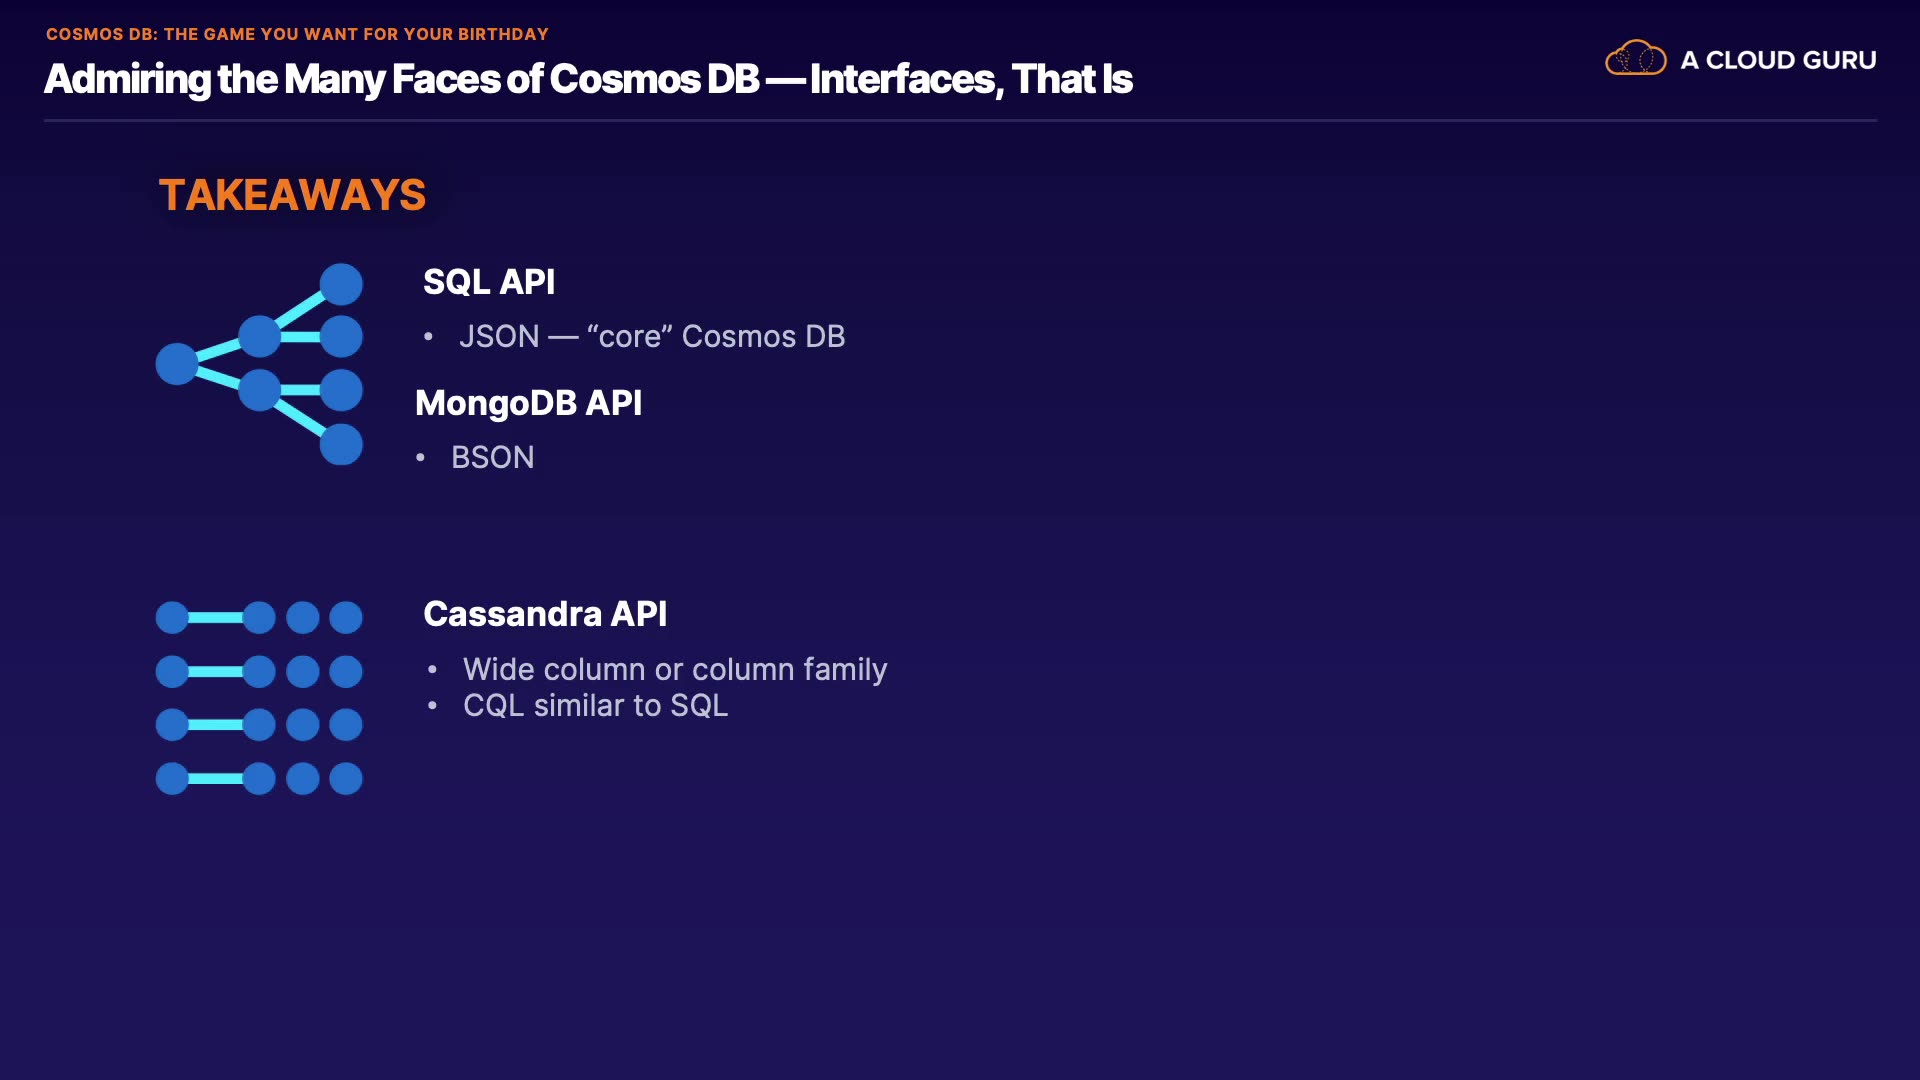 COSMOS DB: THE GAME YOU WANT FOR YOUR BIRTHDAY
Admiring the Many Faces of Cosmos DB — Interfaces, That Is
A CLOUD GURU
TAKEAWAYS
SQL API
• JSON — “core” Cosmos DB
MongoDB API
• BSON
Cassandra API
• Wide column or column family
• CQL similar to SQL